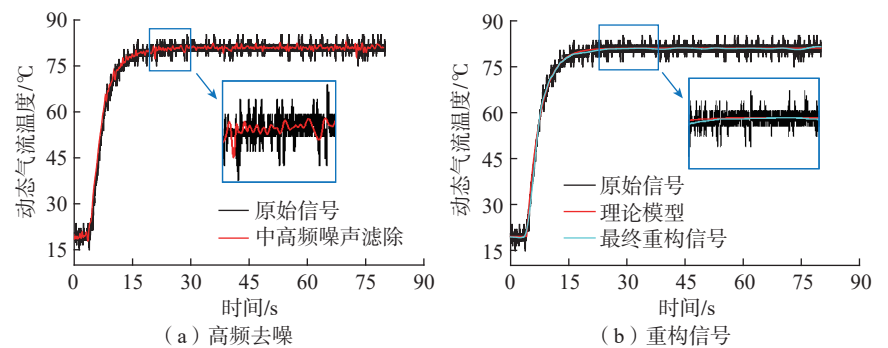 90
75
60
45
30
15
动态气流温度/℃
原始信号
中高频噪声滤除
0 15 30 45 60 75 90
时间/s
（a）高频去噪
90
75
60
45
30
15
动态气流温度/℃
原始信号
理论模型
最终重构信号
0 15 30 45 60 75 90
时间/s
（b）重构信号